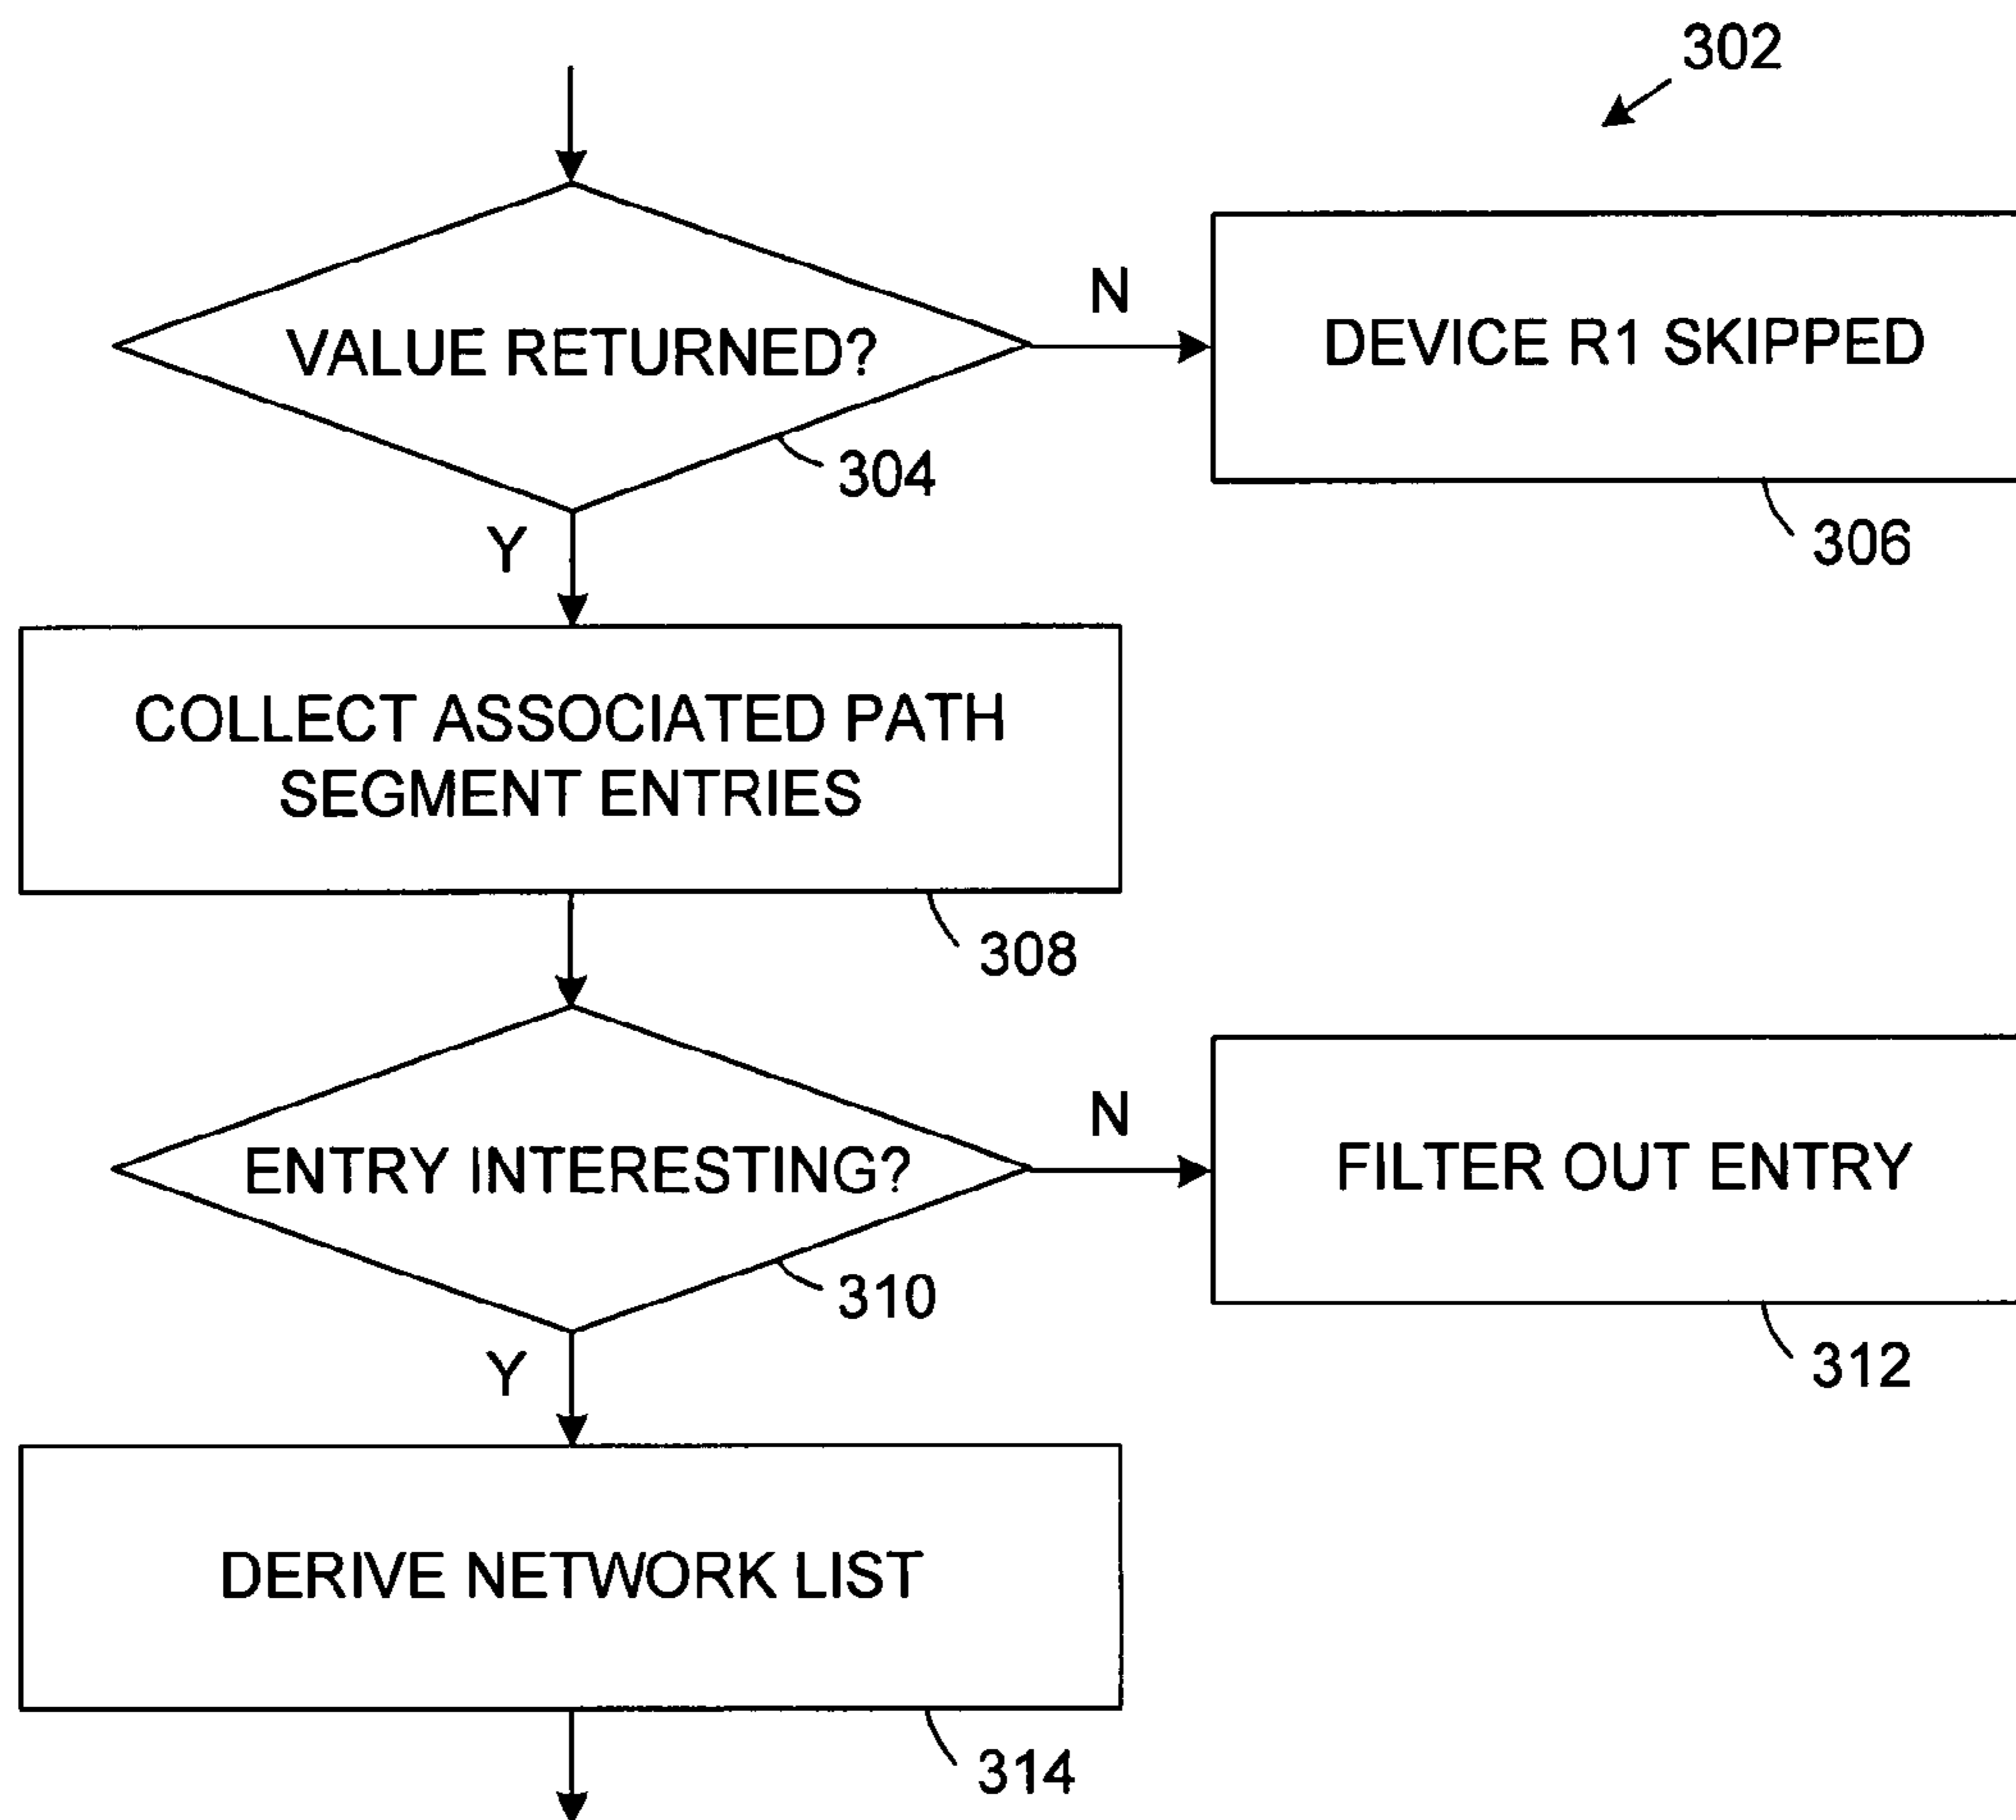 302
VALUE RETURNED?
N
DEVICE R1 SKIPPED
304
306
Y
COLLECT ASSOCIATED PATH
SEGMENT ENTRIES
308
ENTRY INTERESTING?
N
FILTER OUT ENTRY
310
312
Y
DERIVE NETWORK LIST
314